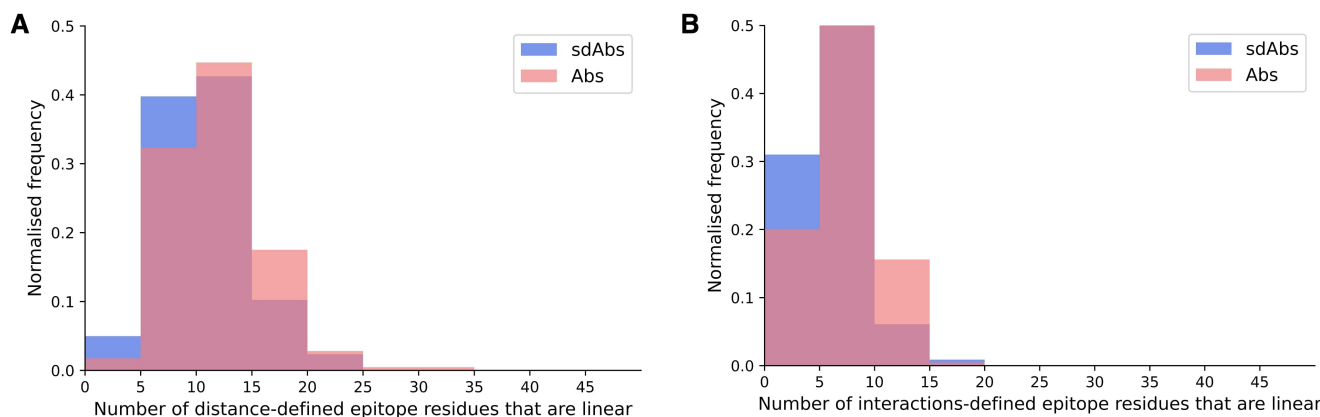 A
0.5
0.4
0.3
0.2
0.1
0.0
Normalised frequency
sdAbs
Abs
0 5 10 15 20 25 30 35 40 45
Number of distance-defined epitope residues that are linear
B
0.5
0.4
0.3
0.2
0.1
0.0
Normalised frequency
sdAbs
Abs
0 5 10 15 20 25 30 35 40 45
Number of interactions-defined epitope residues that are linear